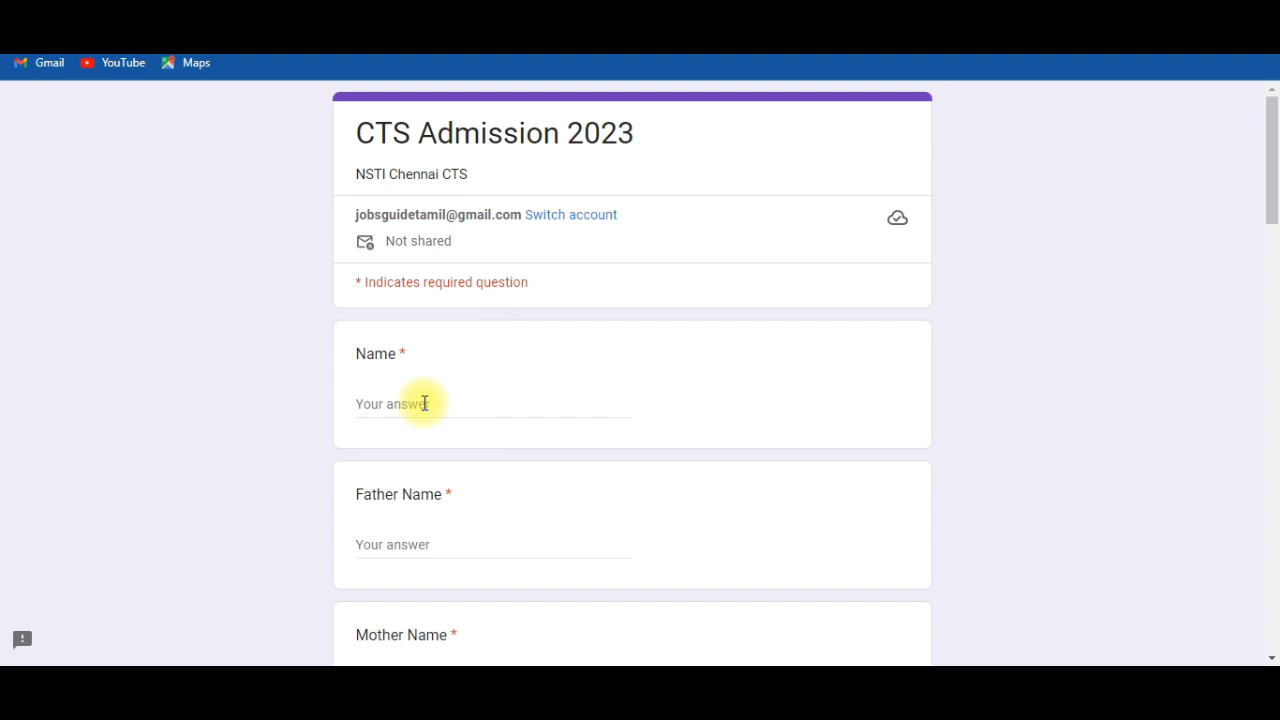 Gmail YouTube Maps
CTS Admission 2023
NSTI Chennai CTS
jobsguidetamil@gmail.com Switch account
Not shared
* Indicates required question
Name *
Your answer
Father Name *
Your answer
Mother Name *